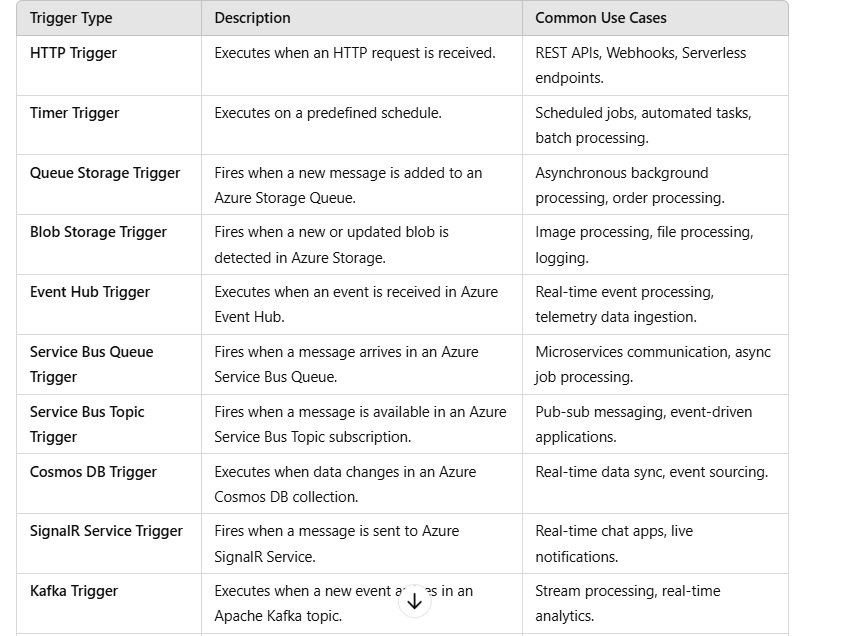 Trigger Type Description Common Use Cases
HTTP Trigger Executes when an HTTP request is received. REST APIs, Webhooks, Serverless
endpoints.
Timer Trigger Executes on a predefined schedule. Scheduled jobs, automated tasks,
batch processing.
Queue Storage Trigger Fires when a new message is added to an Asynchronous background
Azure Storage Queue. processing, order processing.
Blob Storage Trigger Fires when a new or updated blob is Image processing, file processing,
detected in Azure Storage. logging.
Event Hub Trigger Executes when an event is received in Azure Real-time event processing,
Event Hub. telemetry data ingestion.
Service Bus Queue Fires when a message arrives in an Azure Microservices communication, async
Trigger Service Bus Queue. job processing.
Service Bus Topic Fires when a message is available in an Azure Pub-sub messaging, event-driven
Trigger Service Bus Topic subscription. applications.
Cosmos DB Trigger Executes when data changes in an Azure Real-time data sync, event sourcing.
Cosmos DB collection.
SignalR Service Trigger Fires when a message is sent to Azure Real-time chat apps, live
SignalR Service. notifications.
Kafka Trigger Executes when a new event in an Stream processing, real-time
Apache Kafka topic. analytics.